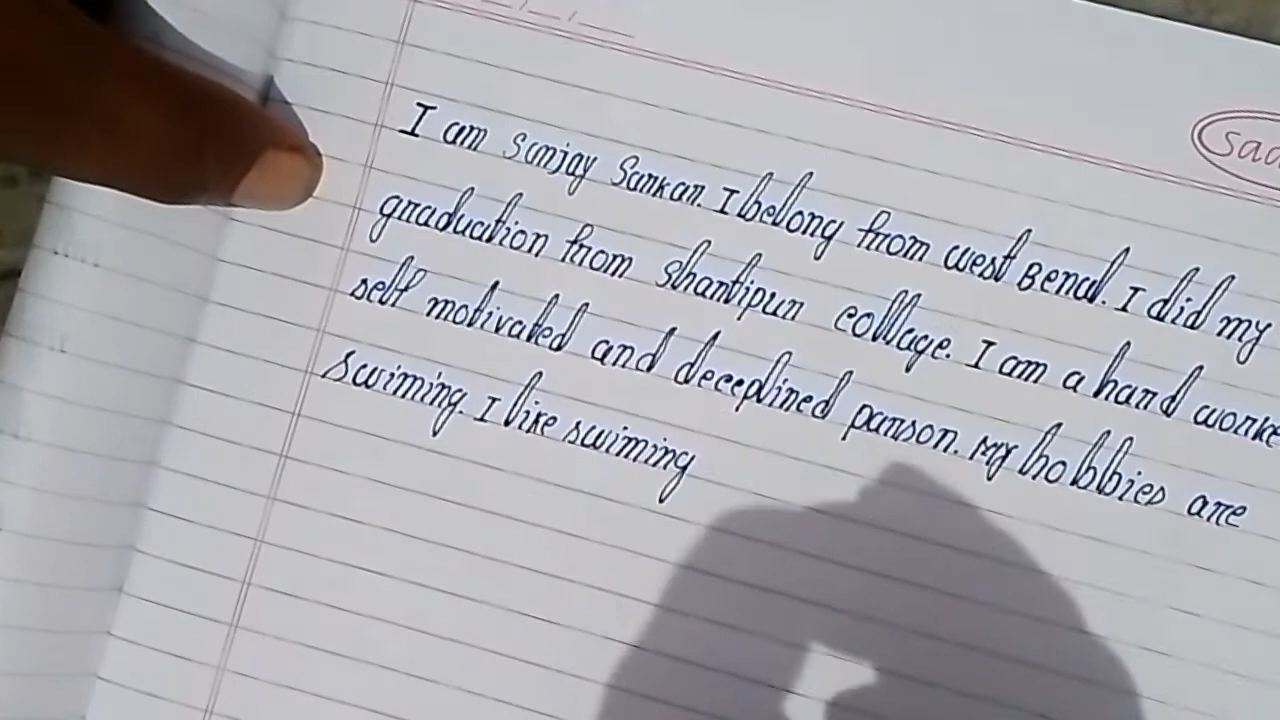 Saa
I am Sanjay Sarkar. I belong from west Bengal. I did my
graduation from shantipur collage. I am a hard worke
self motivated and deceplined parson. My hobbies are
swiming. I like swiming